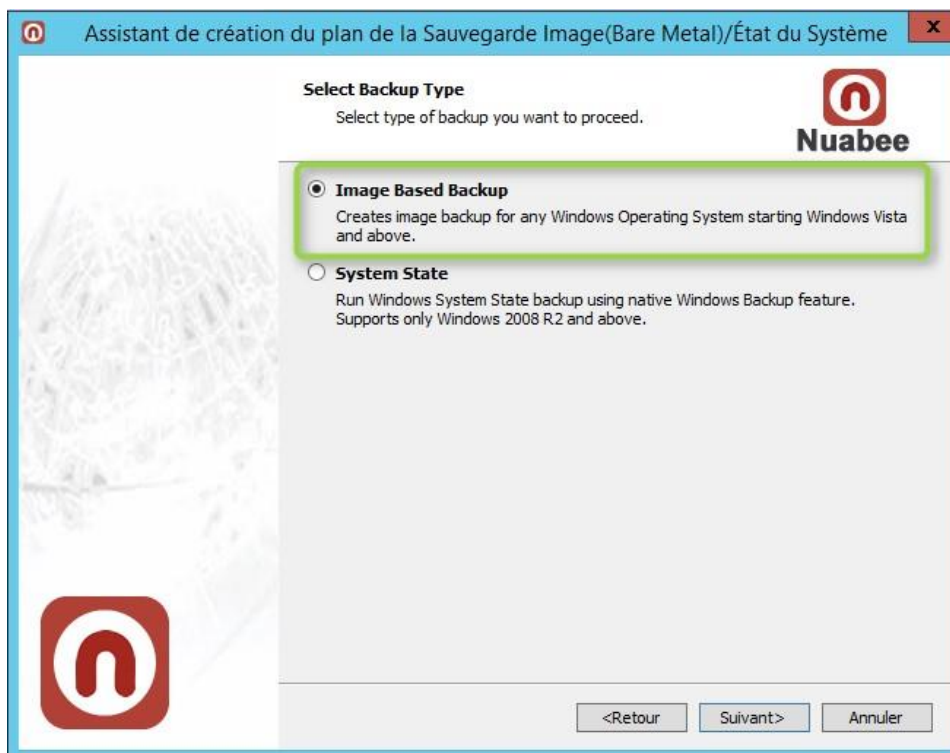 Assistant de création du plan de la Sauvegarde Image(Bare Metal)/État du Système
x
Select Backup Type
Select type of backup you want to proceed.
Nuabee
Image Based Backup
Creates image backup for any Windows Operating System starting Windows Vista
and above.
System State
Run Windows System State backup using native Windows Backup feature.
Supports only Windows 2008 R2 and above.
<Retour
Suivant>
Annuler